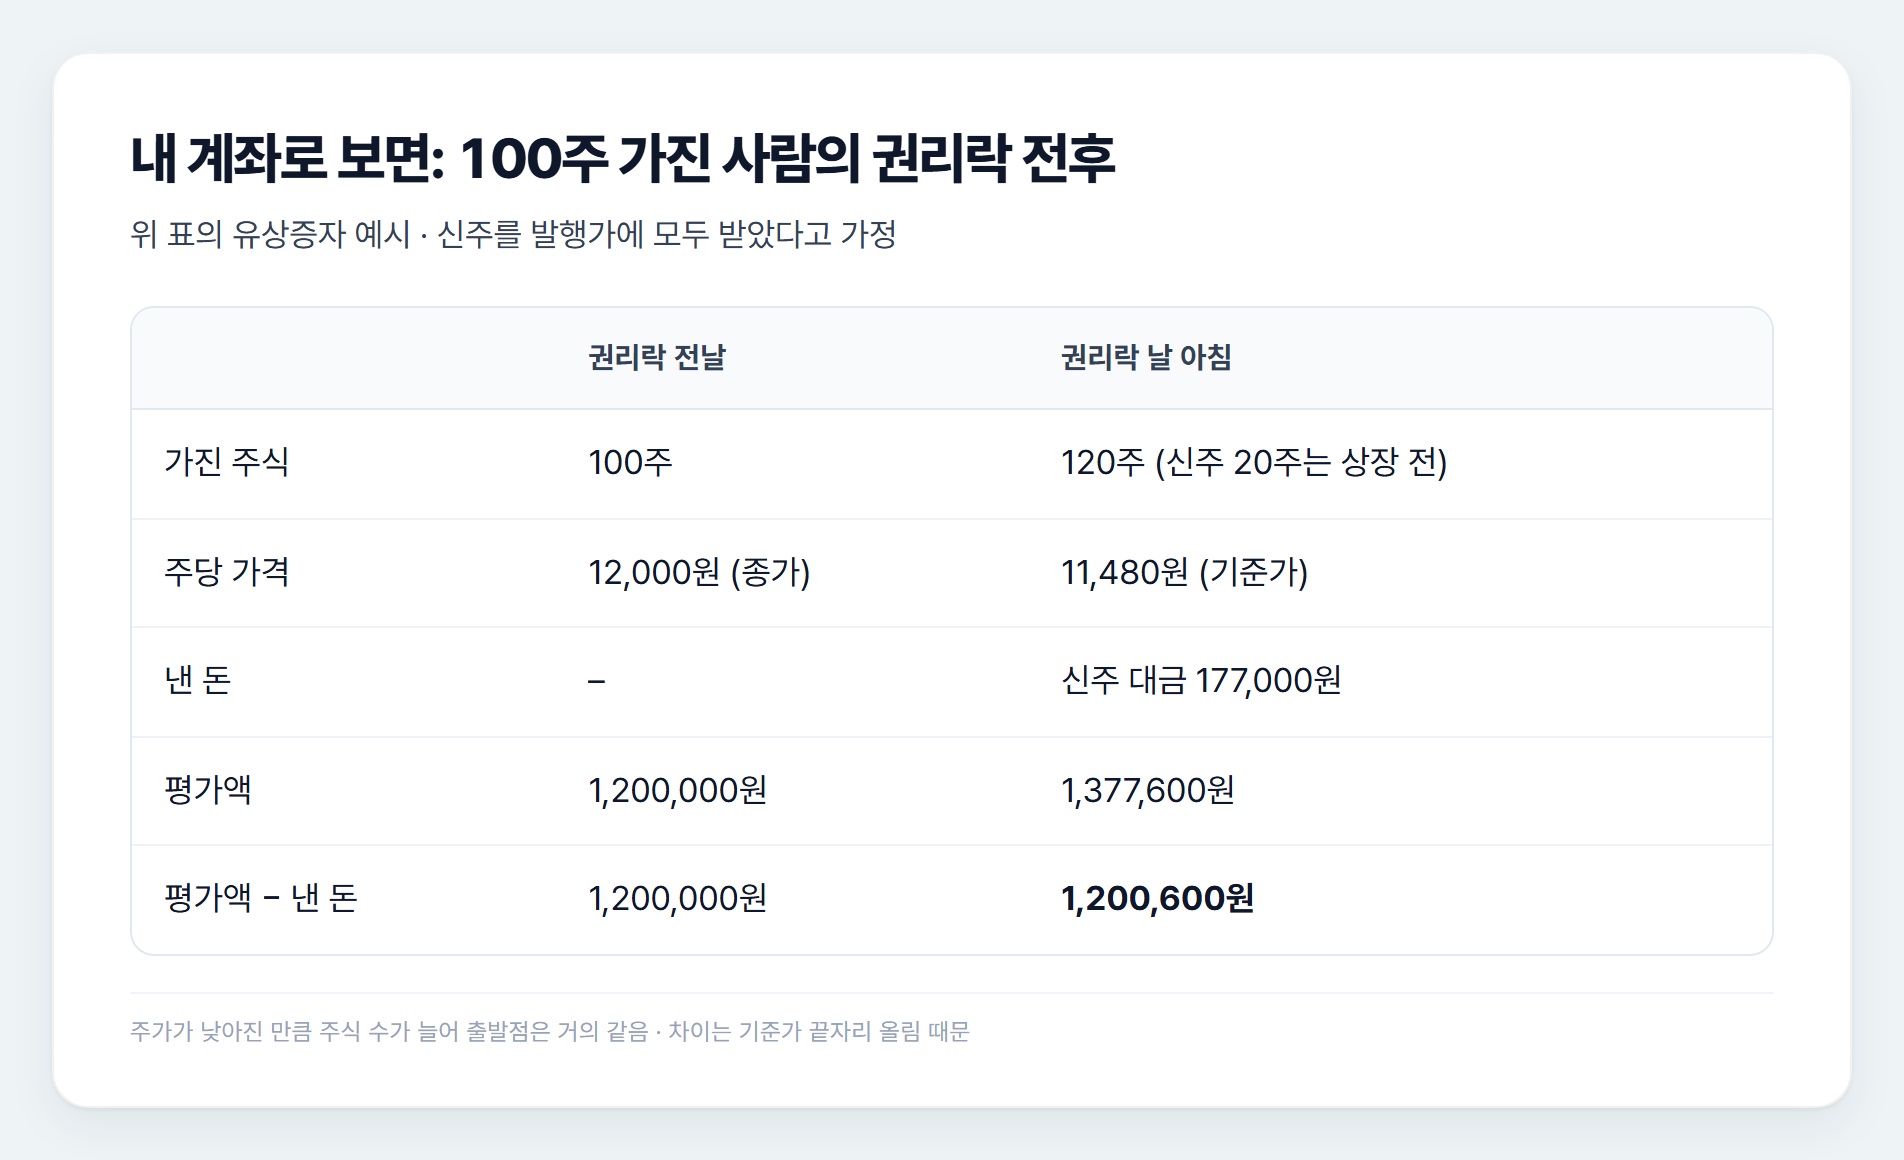 내 계좌로 보면: 100주 가진 사람의 권리락 전후
위 표의 유상증자 예시 · 신주를 발행가에 모두 받았다고 가정
권리락 전날 권리락 날 아침
가진 주식 100주 120주 (신주 20주는 상장 전)
주당 가격 12,000원 (종가) 11,480원 (기준가)
낸 돈 – 신주 대금 177,000원
평가액 1,200,000원 1,377,600원
평가액 − 낸 돈 1,200,000원 1,200,600원
주가가 낮아진 만큼 주식 수가 늘어 출발점은 거의 같음 · 차이는 기준가 끝자리 올림 때문